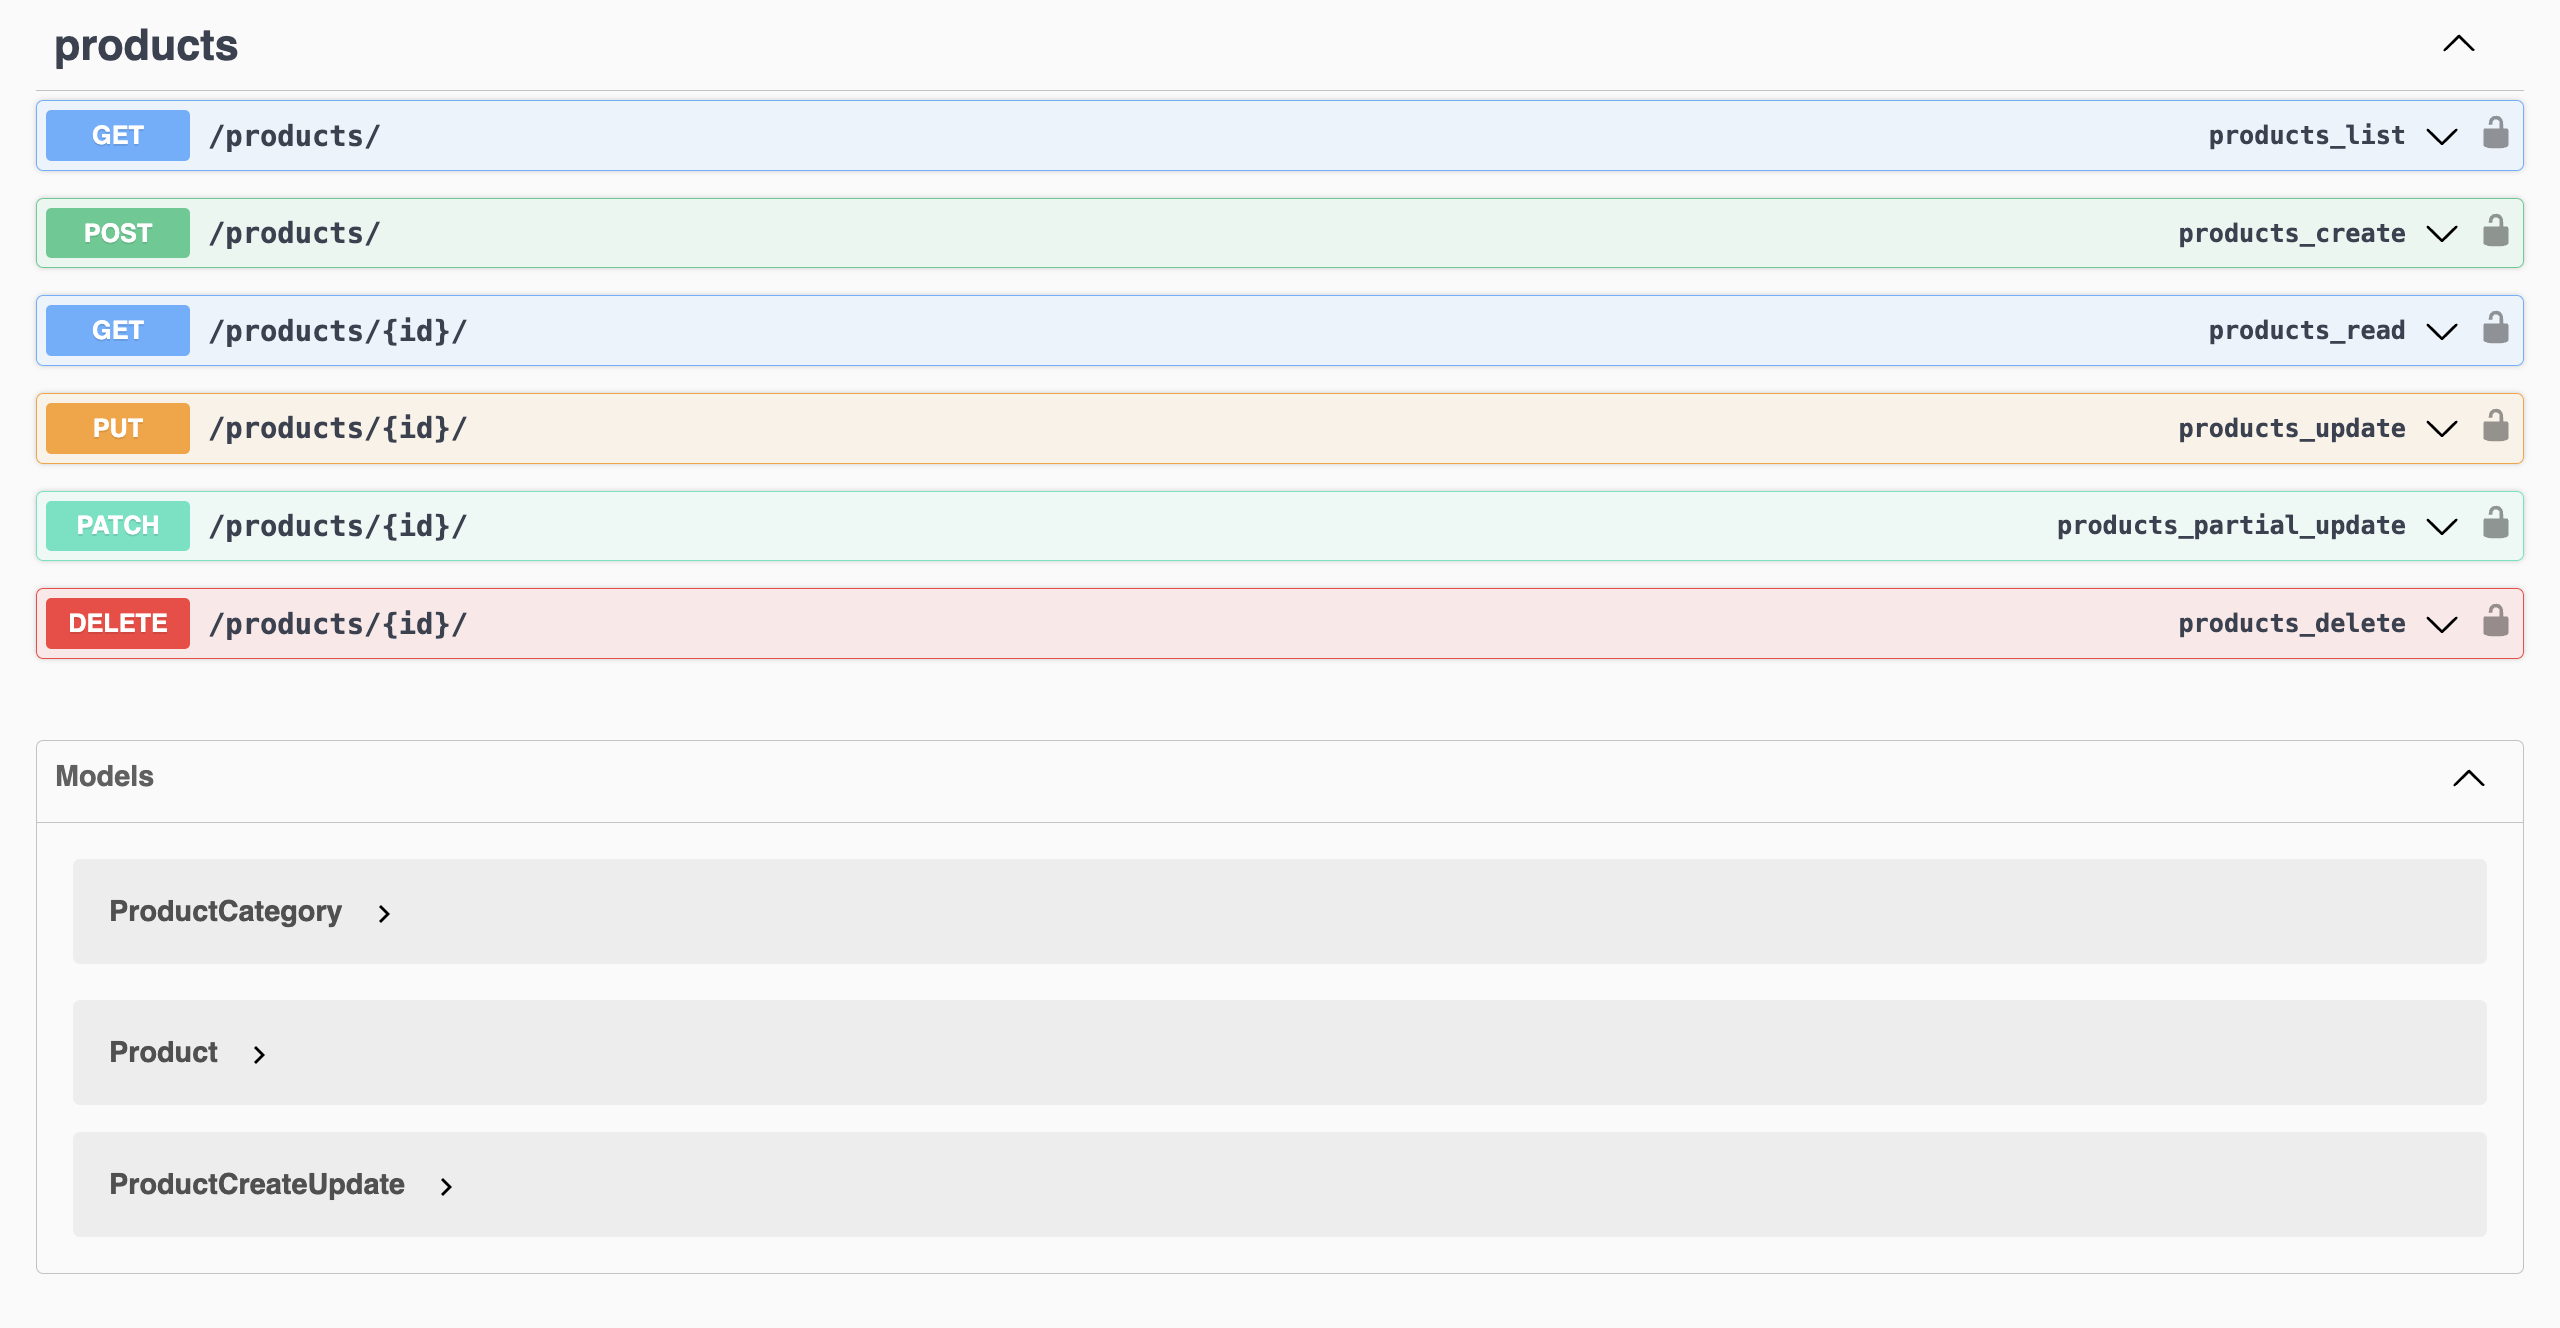 products
GET /products/ products_list
POST /products/ products_create
GET /products/{id}/ products_read
PUT /products/{id}/ products_update
PATCH /products/{id}/ products_partial_update
DELETE /products/{id}/ products_delete
Models
ProductCategory
Product
ProductCreateUpdate